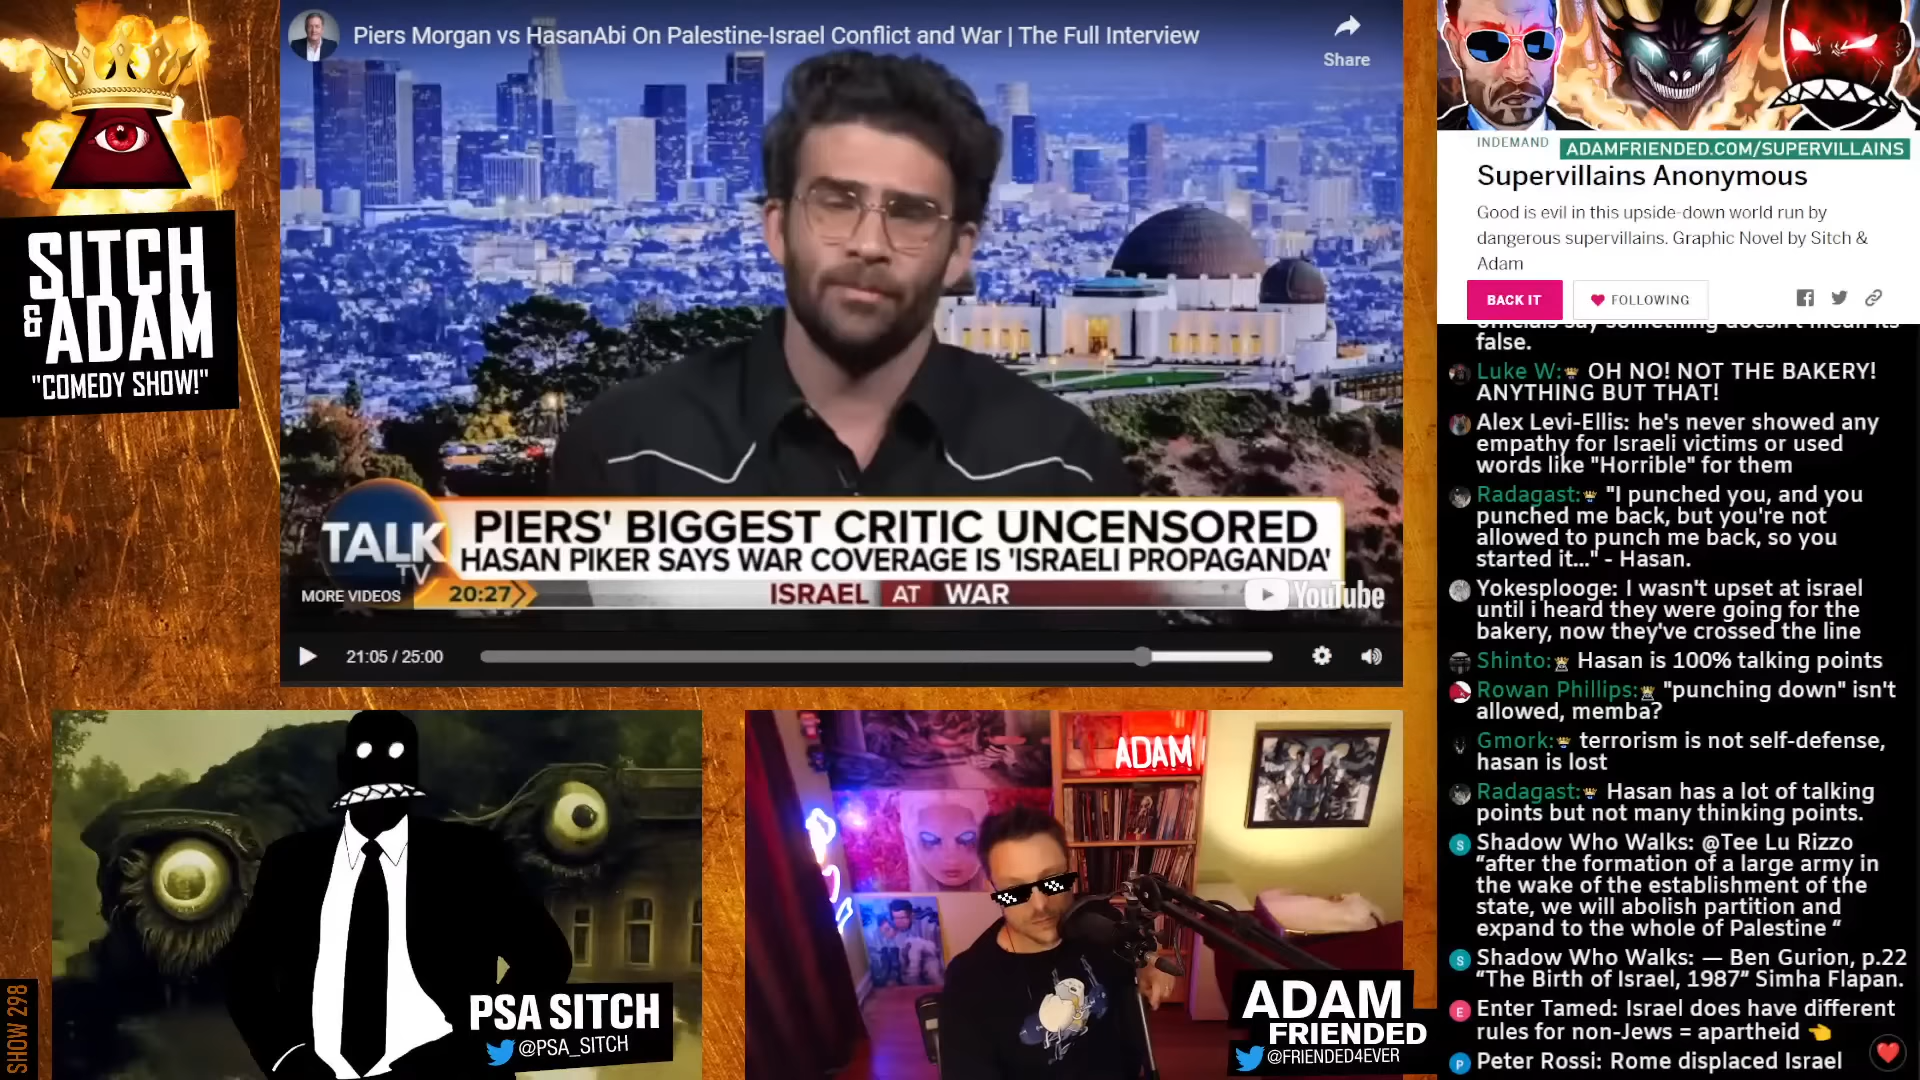 SITCH
& ADAM
"COMEDY SHOW!"
SHOW 298
Piers Morgan vs HasanAbi On Palestine-Israel Conflict and War | The Full Interview
Share
TALK
TV
PIERS' BIGGEST CRITIC UNCENSORED
HASAN PIKER SAYS WAR COVERAGE IS 'ISRAELI PROPAGANDA'
MORE VIDEOS
20:27
ISRAEL AT WAR
YouTube
21:05 / 25:00
PSA SITCH
@PSA_SITCH
ADAM
ADAM
FRIENDED
@FRIENDED4EVER
INDEMAND
ADAMFRIENDED.COM/SUPERVILLAINS
Supervillains Anonymous
Good is evil in this upside-down world run by
dangerous supervillains. Graphic Novel by Sitch &
Adam
BACK IT
FOLLOWING
officials say something doesn't mean its
false.
Luke W: OH NO! NOT THE BAKERY!
ANYTHING BUT THAT!
Alex Levi-Ellis: he's never showed any
empathy for Israeli victims or used
words like "Horrible" for them
Radagast: "I punched you, and you
punched me back, but you're not
allowed to punch me back, so you
started it..." - Hasan.
Yokesplooge: I wasn't upset at israel
until i heard they were going for the
bakery, now they've crossed the line
Shinto: Hasan is 100% talking points
Rowan Phillips: "punching down" isn't
allowed, memba?
Gmork: terrorism is not self-defense,
hasan is lost
Radagast: Hasan has a lot of talking
points but not many thinking points.
S Shadow Who Walks: @Tee Lu Rizzo
“after the formation of a large army in
the wake of the establishment of the
state, we will abolish partition and
expand to the whole of Palestine “
S Shadow Who Walks: — Ben Gurion, p.22
“The Birth of Israel, 1987” Simha Flapan.
E Enter Tamed: Israel does have different
rules for non-Jews = apartheid
P Peter Rossi: Rome displaced Israel